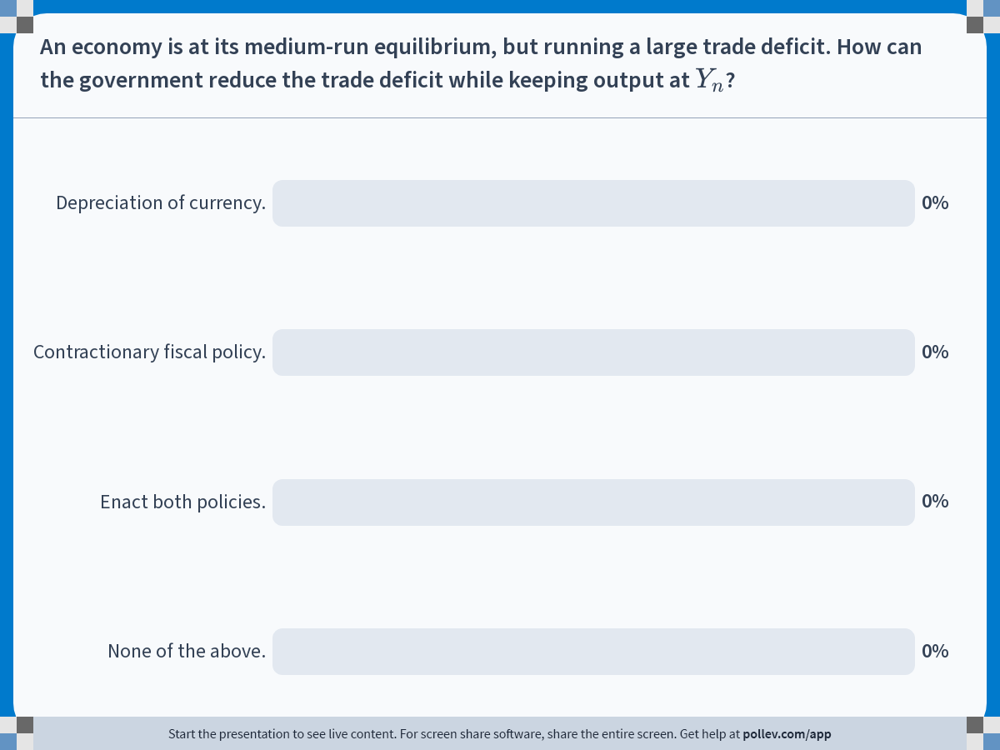 An economy is at its medium-run equilibrium, but running a large trade deficit. How can
the government reduce the trade deficit while keeping output at Yn?
Depreciation of currency. 0%
Contractionary fiscal policy. 0%
Enact both policies. 0%
None of the above. 0%
Start the presentation to see live content. For screen share software, share the entire screen. Get help at pollev.com/app